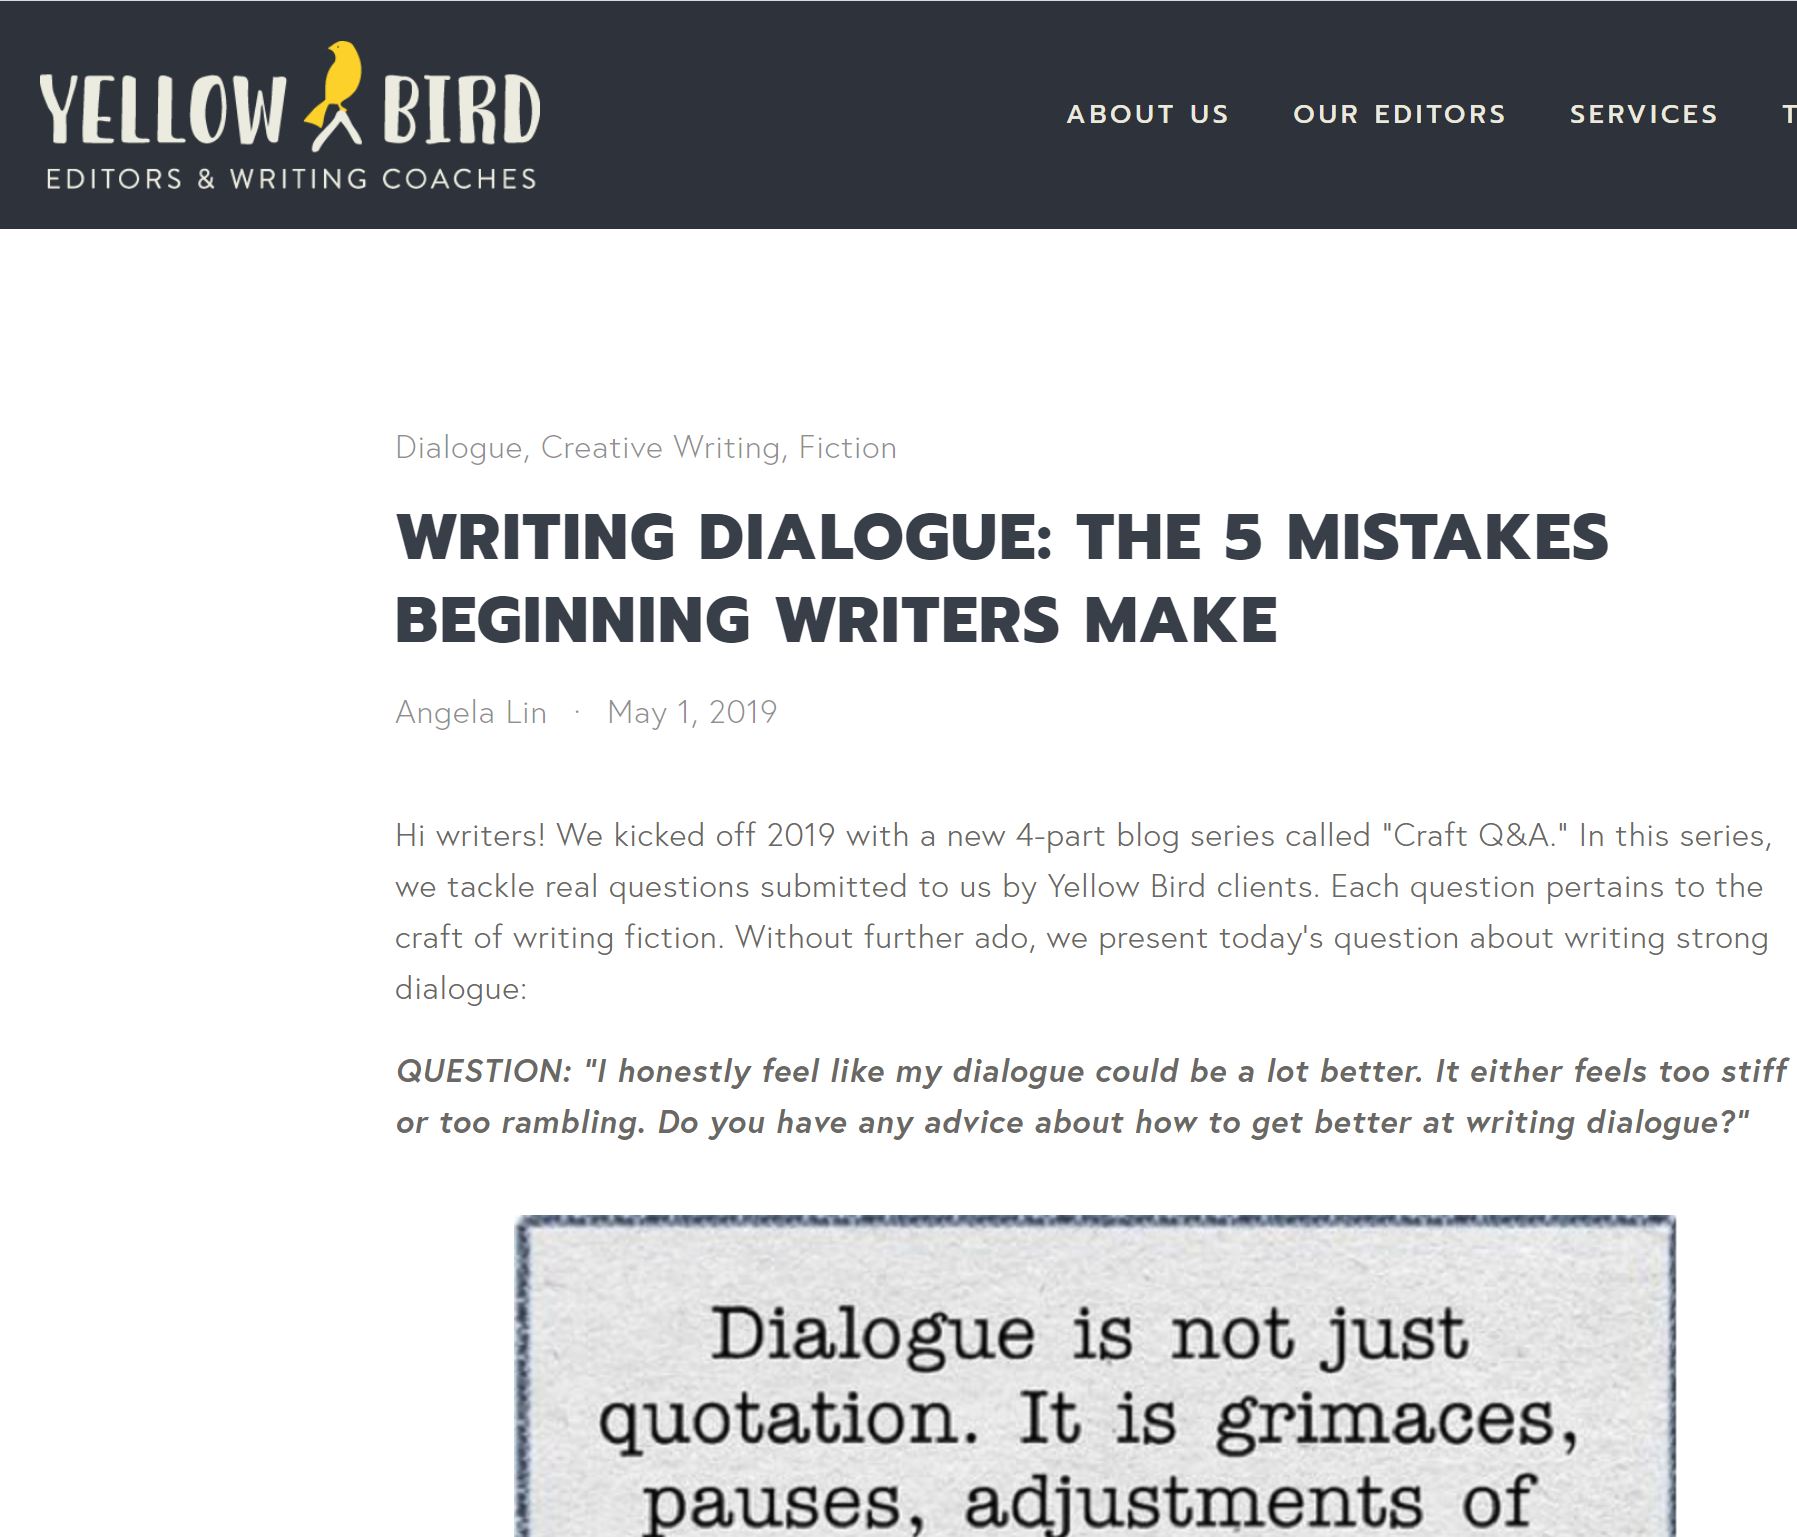 YELLOW BIRD
EDITORS & WRITING COACHES
ABOUT US
OUR EDITORS
SERVICES
Dialogue, Creative Writing, Fiction
WRITING DIALOGUE: THE 5 MISTAKES
BEGINNING WRITERS MAKE
Angela Lin · May 1, 2019
Hi writers! We kicked off 2019 with a new 4-part blog series called "Craft Q&A." In this series,
we tackle real questions submitted to us by Yellow Bird clients. Each question pertains to the
craft of writing fiction. Without further ado, we present today's question about writing strong
dialogue:
QUESTION: "I honestly feel like my dialogue could be a lot better. It either feels too stiff
or too rambling. Do you have any advice about how to get better at writing dialogue?"
Dialogue is not just
quotation. It is grimaces,
pauses, adjustments of